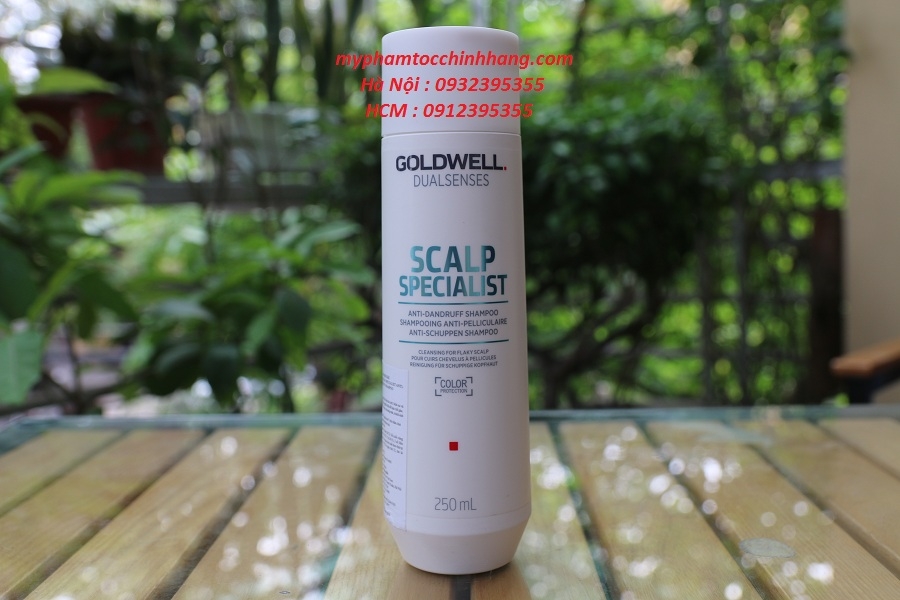 myphamtocchinhhang.com
Hà Nội : 0932395355
HCM : 0912395355
GOLDWELL.
DUALSENSES
SCALP
SPECIALIST
ANTI-DANDRUFF SHAMPOO
SHAMPOOING ANTI-PELLICULAIRE
ANTI-SCHUPPEN SHAMPOO
CLEANSING FOR FLAKY SCALP
POUR CUIRS CHEVELUS À PELLICULES
REINIGUNG FÜR SCHUPPIGE KOPFHAUT
COLOR
PROTECTION
250 mL